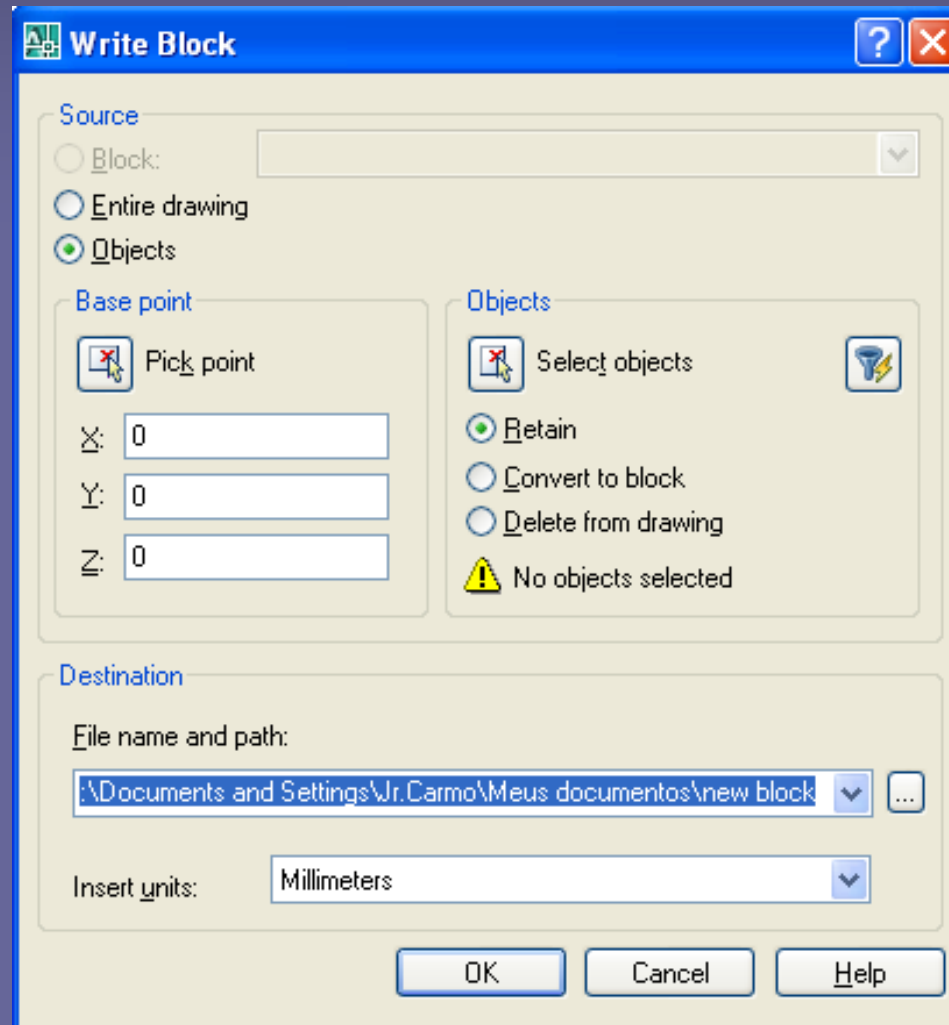 Write Block
Source
Block:
Entire drawing
Objects
Base point
Pick point
X: 0
Y: 0
Z: 0
Objects
Select objects
Retain
Convert to block
Delete from drawing
No objects selected
Destination
File name and path:
:\Documents and Settings\Jr.Carmo\Meus documentos\new block
...
Insert units: Millimeters
OK Cancel Help